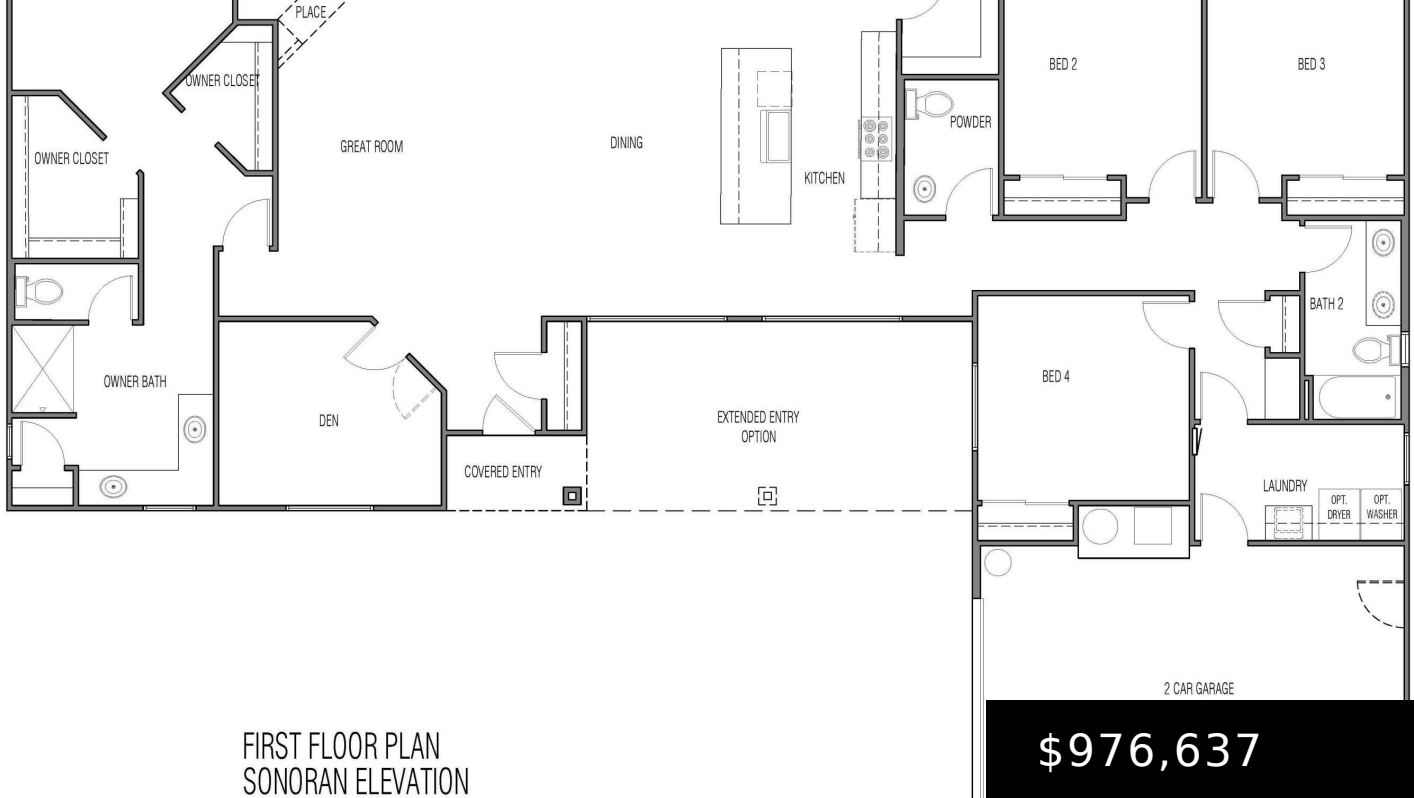 PLACE
OWNER CLOSET
BED 2
BED 3
POWDER
GREAT ROOM
DINING
OWNER CLOSET
KITCHEN
BATH 2
OWNER BATH
BED 4
DEN
EXTENDED ENTRY
OPTION
COVERED ENTRY
LAUNDRY
OPT.
DRYER
OPT.
WASHER
2 CAR GARAGE
FIRST FLOOR PLAN
SONORAN ELEVATION
$976,637